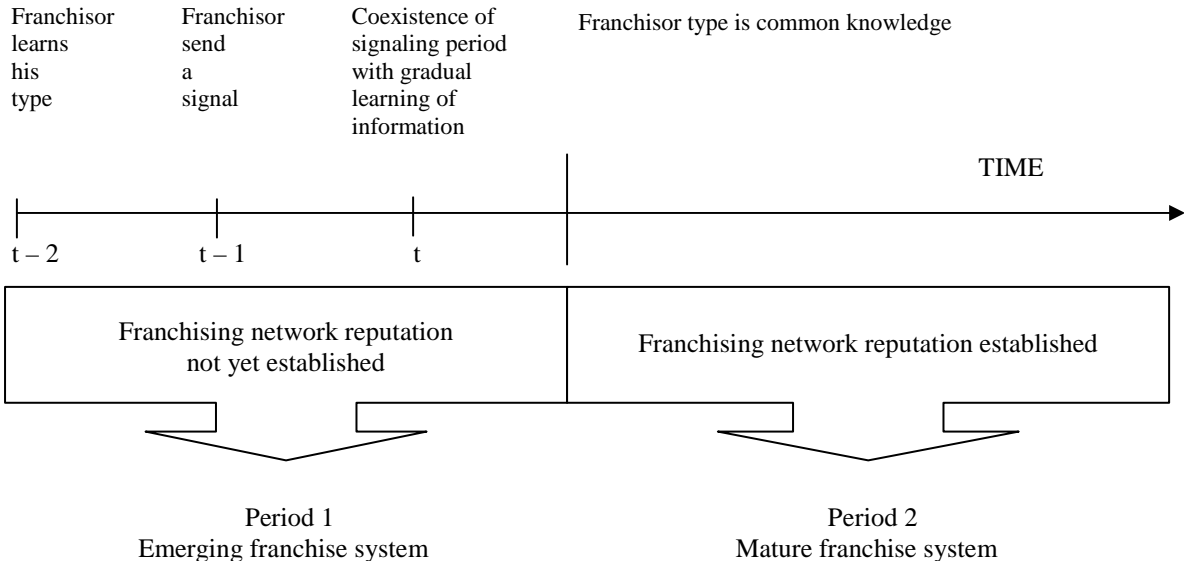 Franchisor
learns
his
type
Franchisor
send
a
signal
Coexistence of
signaling period
with gradual
learning of
information
Franchisor type is common knowledge
TIME
t – 2
t – 1
t
Franchising network reputation
not yet established
Franchising network reputation established
Period 1
Emerging franchise system
Period 2
Mature franchise system